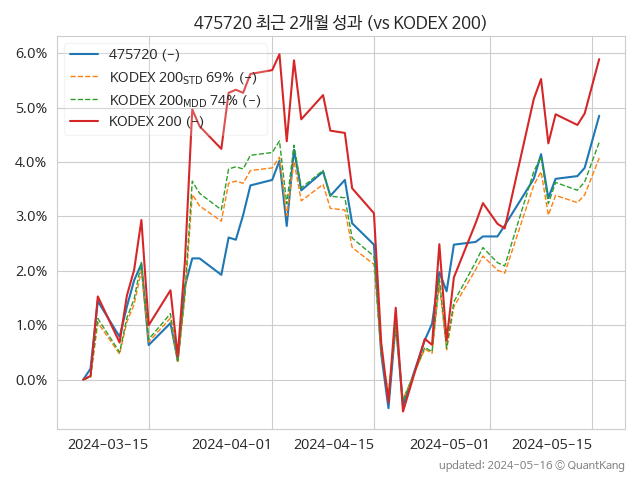 475720 최근 2개월 성과 (vs KODEX 200)
475720 (-)
KODEX 200STD 69% (-)
KODEX 200MDD 74% (-)
KODEX 200 (-)
6.0%
5.0%
4.0%
3.0%
2.0%
1.0%
0.0%
2024-03-15
2024-04-01
2024-04-15
2024-05-01
2024-05-15
updated: 2024-05-16 © QuantKang